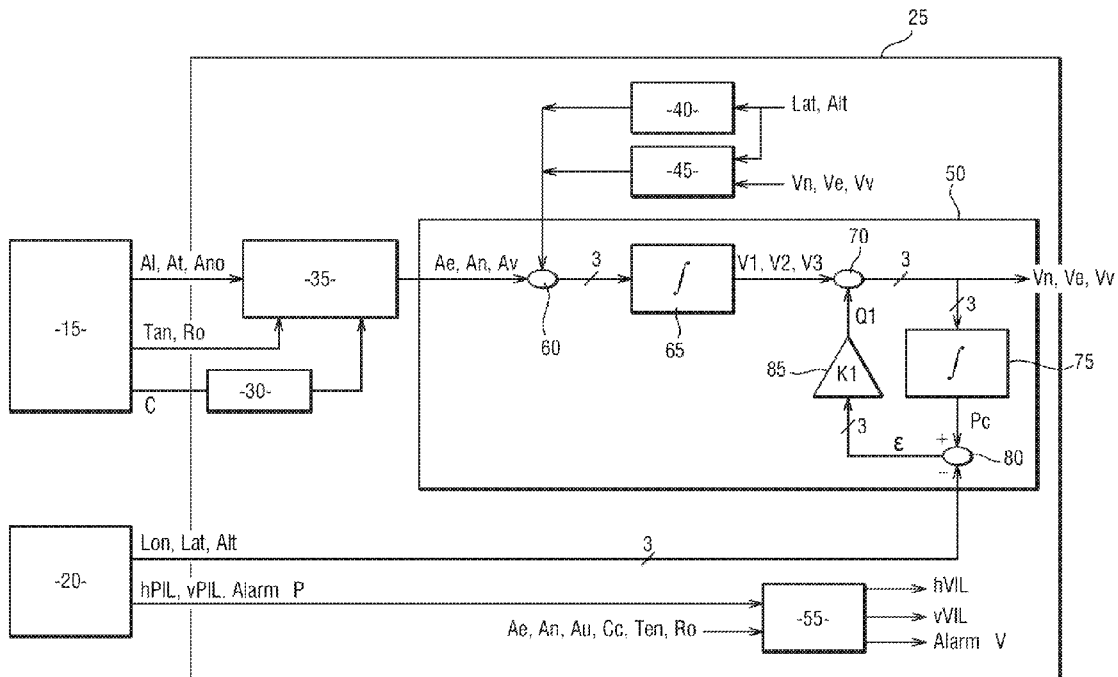 25
-40-
Lat, Alt
-45-
Vn, Ve, Vv
50
-15-
Al, At, Ano
-35-
Ae, An, Av
3
∫
V1, V2, V3
70
3
Vn, Ve, Vv
60
65
3
Tan, Ro
Q1
∫
75
C
-30-
85
K1
Pc
3
ε
+
80
−
-20-
Lon, Lat, Alt
3
hPIL, vPIL. Alarm P
hVIL
-55-
vVIL
Ae, An, Au, Cc, Ten, Ro
Alarm V